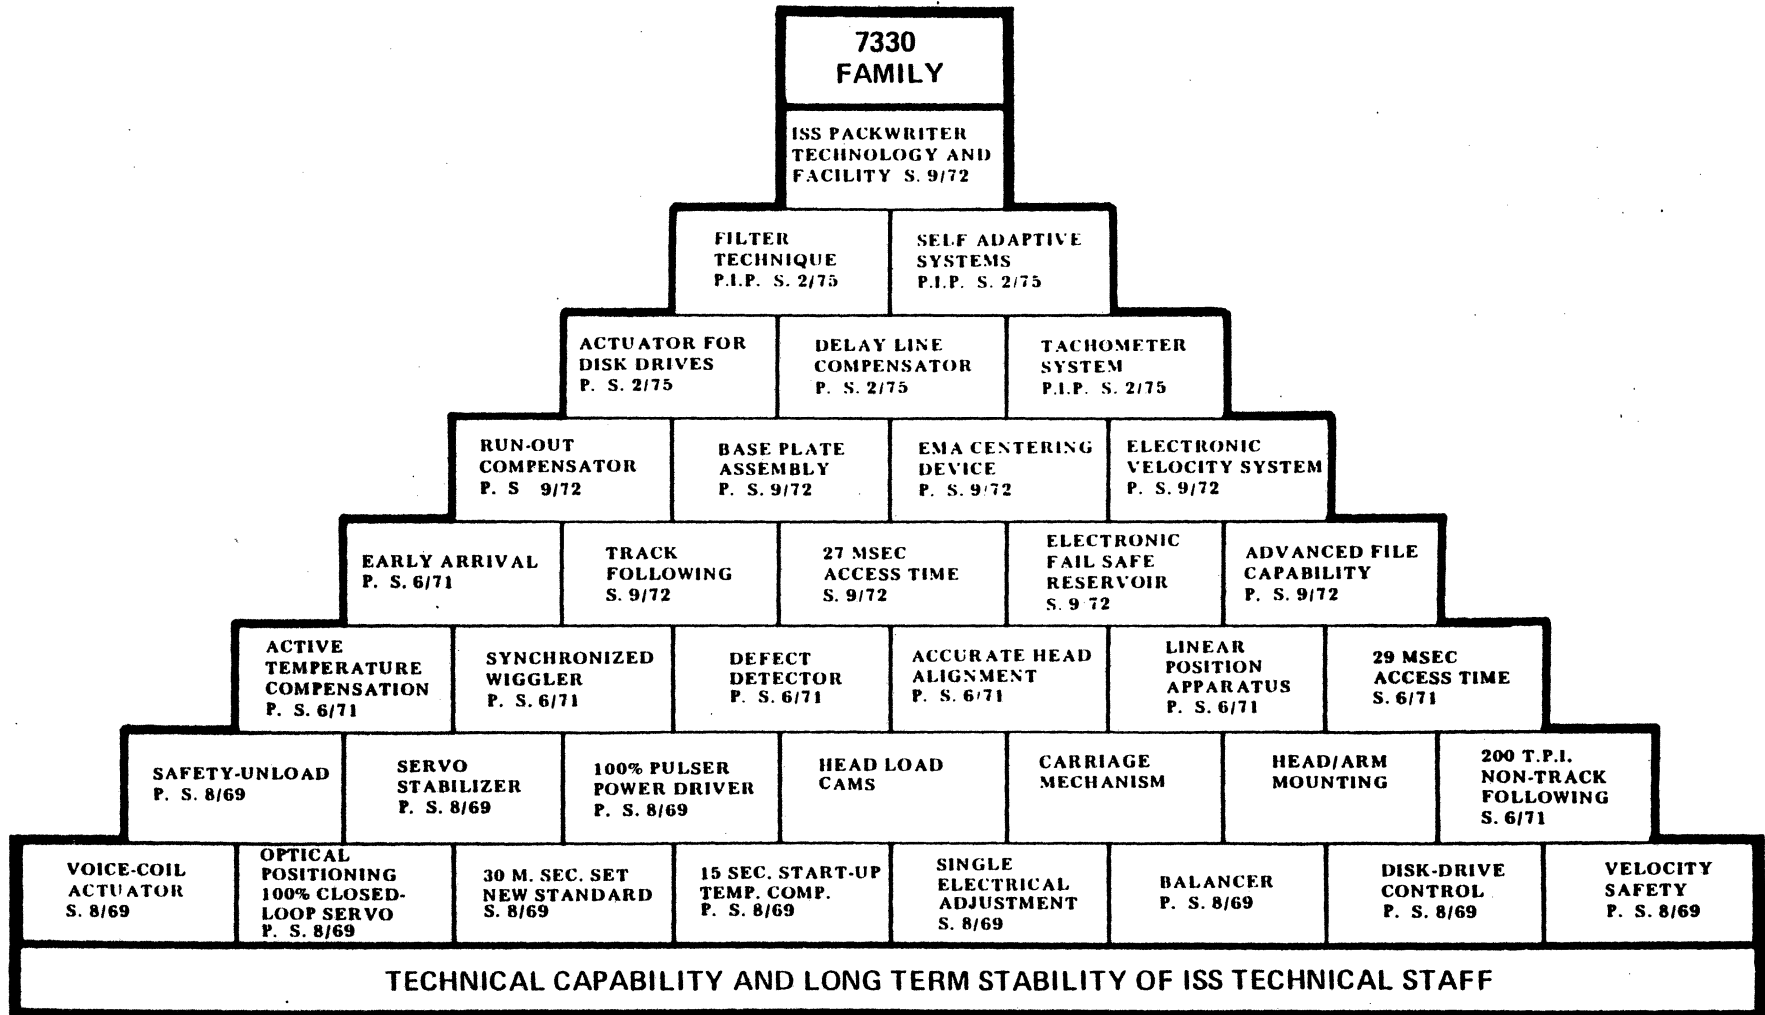 7330
FAMILY
ISS PACKWRITER
TECHNOLOGY AND
FACILITY S. 9/72
FILTER
TECHNIQUE
P.I.P. S. 2/75
SELF ADAPTIVE
SYSTEMS
P.I.P. S. 2/75
ACTUATOR FOR
DISK DRIVES
P. S. 2/75
DELAY LINE
COMPENSATOR
P. S. 2/75
TACHOMETER
SYSTEM
P.I.P. S. 2/75
RUN-OUT
COMPENSATOR
P. S 9/72
BASE PLATE
ASSEMBLY
P. S. 9/72
EMA CENTERING
DEVICE
P. S. 9/72
ELECTRONIC
VELOCITY SYSTEM
P. S. 9/72
EARLY ARRIVAL
P. S. 6/71
TRACK
FOLLOWING
S. 9/72
27 MSEC
ACCESS TIME
S. 9/72
ELECTRONIC
FAIL SAFE
RESERVOIR
S. 9/72
ADVANCED FILE
CAPABILITY
P. S. 9/72
ACTIVE
TEMPERATURE
COMPENSATION
P. S. 6/71
SYNCHRONIZED
WIGGLER
P. S. 6/71
DEFECT
DETECTOR
P. S. 6/71
ACCURATE HEAD
ALIGNMENT
P. S. 6/71
LINEAR
POSITION
APPARATUS
P. S. 6/71
29 MSEC
ACCESS TIME
S. 6/71
SAFETY-UNLOAD
P. S. 8/69
SERVO
STABILIZER
P. S. 8/69
100% PULSER
POWER DRIVER
P. S. 8/69
HEAD LOAD
CAMS
CARRIAGE
MECHANISM
HEAD/ARM
MOUNTING
200 T.P.I.
NON-TRACK
FOLLOWING
S. 6/71
VOICE-COIL
ACTUATOR
S. 8/69
OPTICAL
POSITIONING
100% CLOSED-
LOOP SERVO
P. S. 8/69
30 M. SEC. SET
NEW STANDARD
S. 8/69
15 SEC. START-UP
TEMP. COMP.
P. S. 8/69
SINGLE
ELECTRICAL
ADJUSTMENT
S. 8/69
BALANCER
P. S. 8/69
DISK-DRIVE
CONTROL
P. S. 8/69
VELOCITY
SAFETY
P. S. 8/69
TECHNICAL CAPABILITY AND LONG TERM STABILITY OF ISS TECHNICAL STAFF